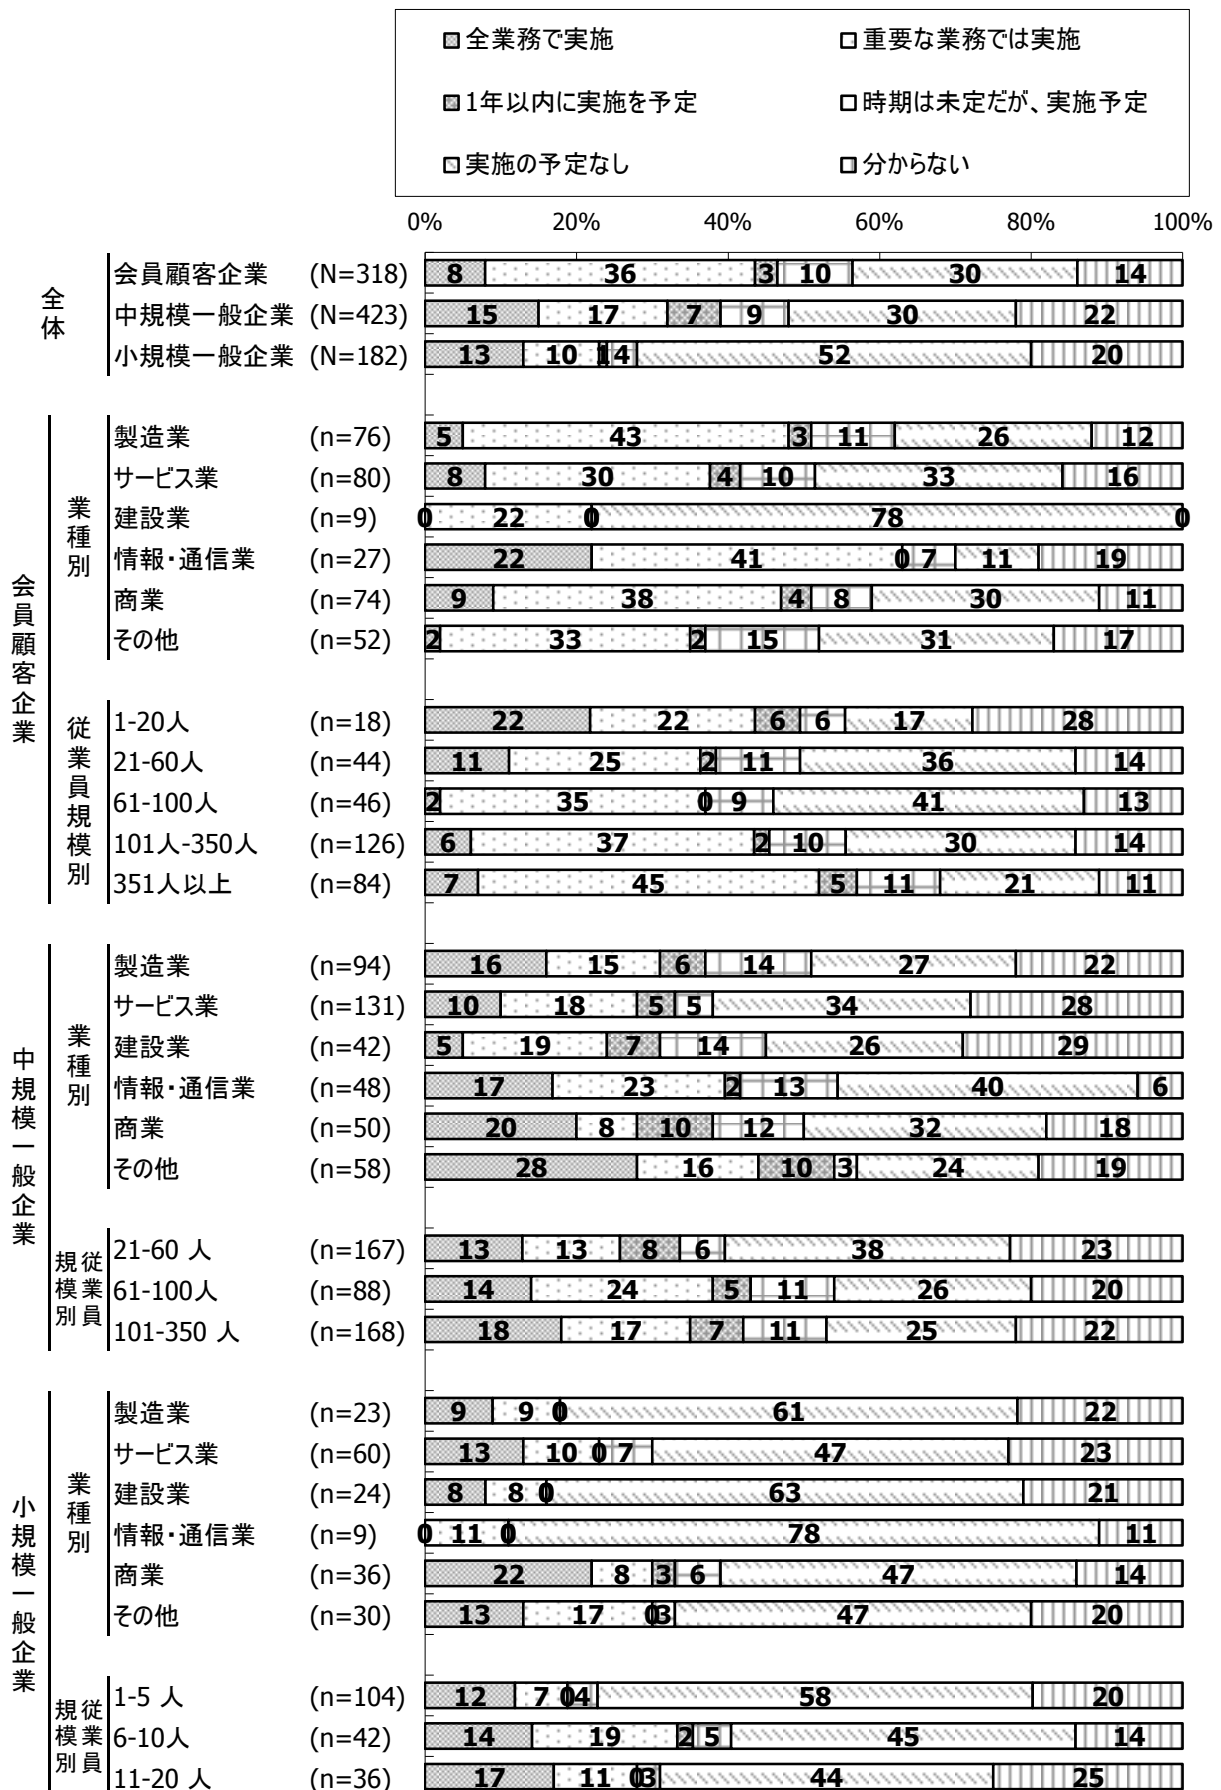 全業務で実施 重要な業務では実施
1年以内に実施を予定 時期は未定だが、実施予定
実施の予定なし 分からない
0% 20% 40% 60% 80% 100%
全体
会員顧客企業 (N=318) 8 36 3 10 30 14
中規模一般企業 (N=423) 15 17 7 9 30 22
小規模一般企業 (N=182) 13 10 1 4 52 20
会員顧客企業
業種別
製造業 (n=76) 5 43 3 11 26 12
サービス業 (n=80) 8 30 4 10 33 16
建設業 (n=9) 0 22 0 78 0
情報・通信業 (n=27) 22 41 0 7 11 19
商業 (n=74) 9 38 4 8 30 11
その他 (n=52) 2 33 2 15 31 17
従業員規模別
1-20人 (n=18) 22 22 6 6 17 28
21-60人 (n=44) 11 25 2 11 36 14
61-100人 (n=46) 2 35 0 9 41 13
101人-350人 (n=126) 6 37 2 10 30 14
351人以上 (n=84) 7 45 5 11 21 11
中規模一般企業
業種別
製造業 (n=94) 16 15 6 14 27 22
サービス業 (n=131) 10 18 5 5 34 28
建設業 (n=42) 5 19 7 14 26 29
情報・通信業 (n=48) 17 23 2 13 40 6
商業 (n=50) 20 8 10 12 32 18
その他 (n=58) 28 16 10 3 24 19
従業員規模別
21-60 人 (n=167) 13 13 8 6 38 23
61-100人 (n=88) 14 24 5 11 26 20
101-350 人 (n=168) 18 17 7 11 25 22
小規模一般企業
業種別
製造業 (n=23) 9 9 0 61 22
サービス業 (n=60) 13 10 0 7 47 23
建設業 (n=24) 8 8 0 63 21
情報・通信業 (n=9) 0 11 0 78 11
商業 (n=36) 22 8 3 6 47 14
その他 (n=30) 13 17 0 3 47 20
従業員規模別
1-5 人 (n=104) 12 7 0 4 58 20
6-10人 (n=42) 14 19 2 5 45 14
11-20 人 (n=36) 17 11 0 3 44 25